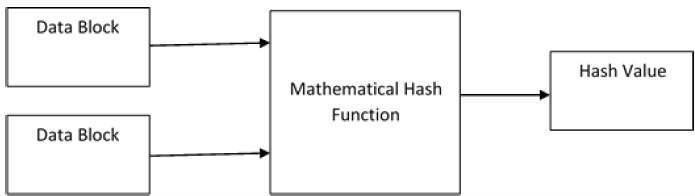 Data Block
Mathematical Hash
Function
Hash Value
Data Block